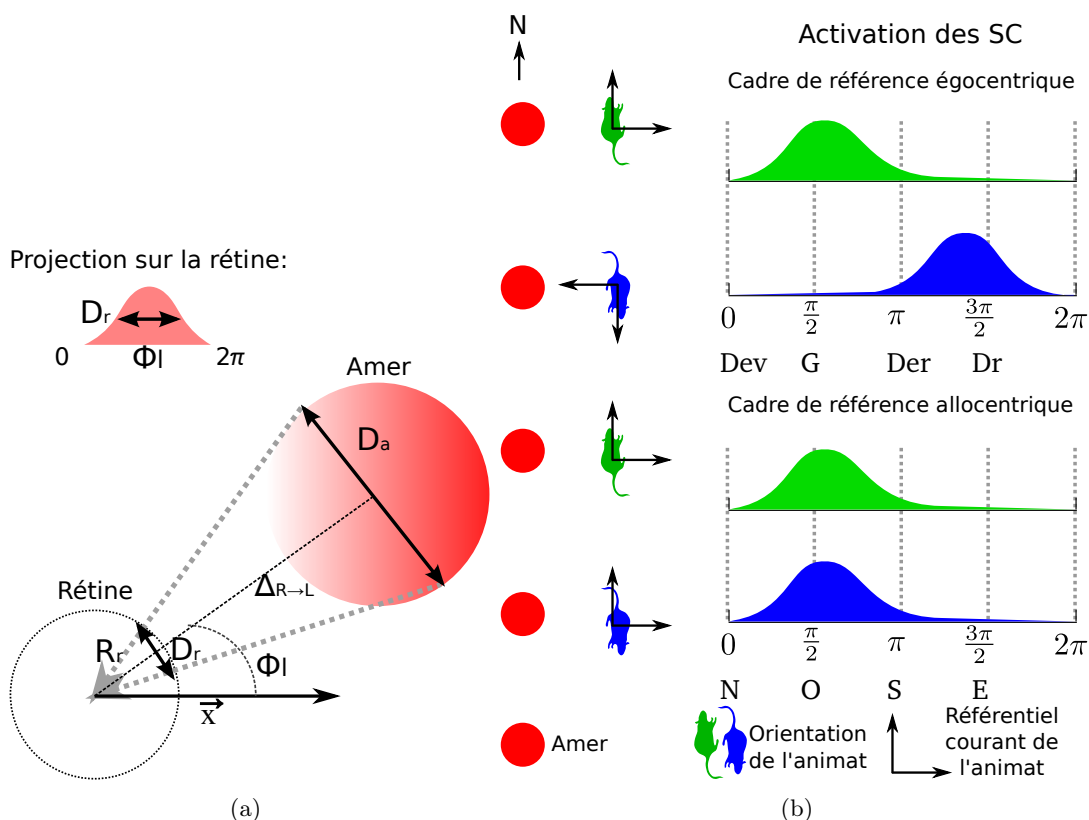 Projection sur la rétine:
Dr
0 Φl 2π
Amer
Da
ΔR→L
Rétine
Rr
Dr
Φl
x
(a)
N
Activation des SC
Cadre de référence égocentrique
0 π/2 π 3π/2 2π
Dev G Der Dr
Cadre de référence allocentrique
0 π/2 π 3π/2 2π
N O S E
Amer
Orientation
de l'animat
Référentiel
courant de
l'animat
(b)